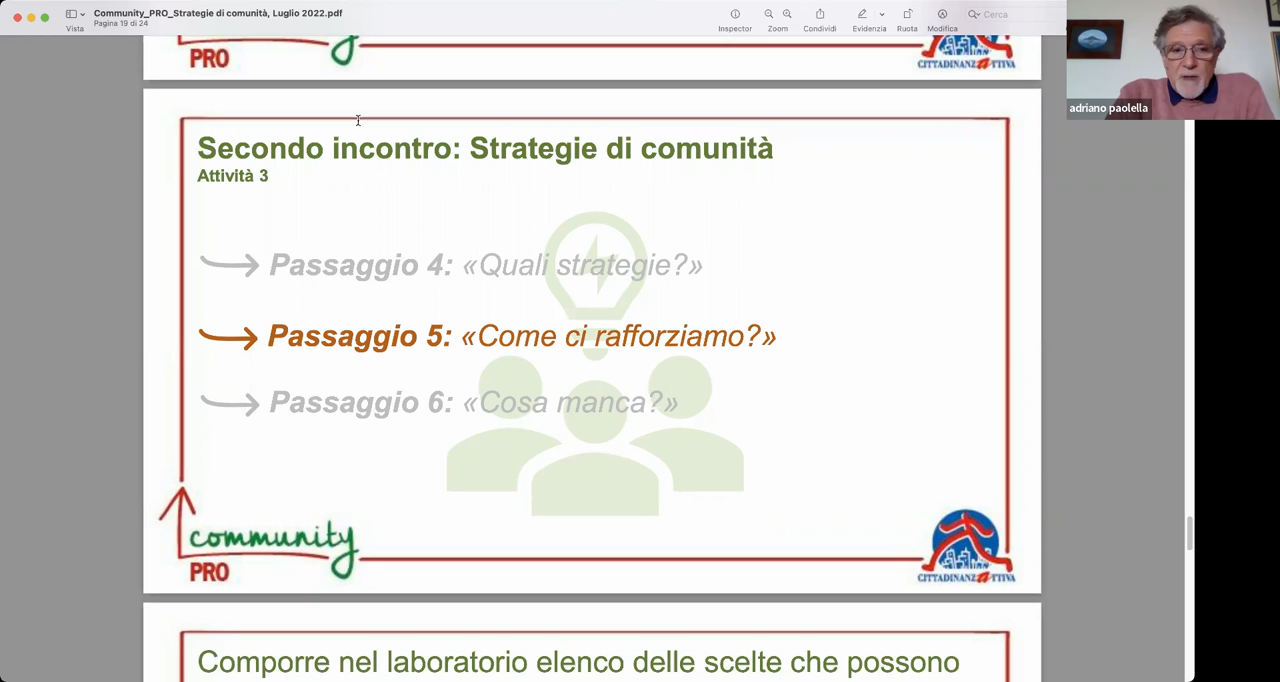 Community_PRO_Strategie di comunità, Luglio 2022.pdf
Pagina 19 di 24
Vista
Inspector
Zoom
Condividi
Evidenzia
Ruota
Modifica
Cerca
adriano paolella
PRO
CITTADINANZATTIVA
Secondo incontro: Strategie di comunità
Attività 3
Passaggio 4: «Quali strategie?»
Passaggio 5: «Come ci rafforziamo?»
Passaggio 6: «Cosa manca?»
community
PRO
CITTADINANZATTIVA
Comporre nel laboratorio elenco delle scelte che possono